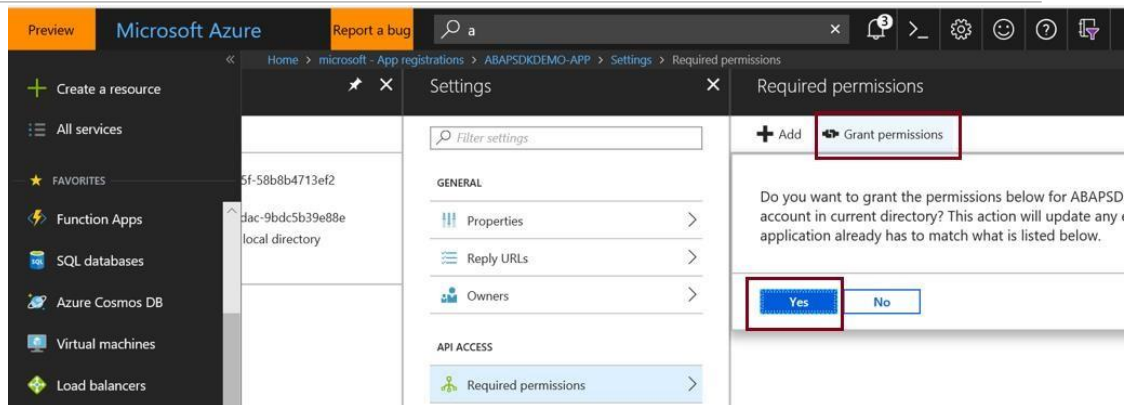 Preview
Microsoft Azure
Report a bug
a
3
Home > microsoft - App registrations > ABAPSDKDEMO-APP > Settings > Required permissions
Create a resource
All services
FAVORITES
Function Apps
SQL databases
Azure Cosmos DB
Virtual machines
Load balancers
5f-58b8b4713ef2
dac-9bdc5b39e88e
local directory
Settings
Filter settings
GENERAL
Properties
Reply URLs
Owners
API ACCESS
Required permissions
Required permissions
Add
Grant permissions
Do you want to grant the permissions below for ABAPSD
account in current directory? This action will update any e
application already has to match what is listed below.
Yes
No